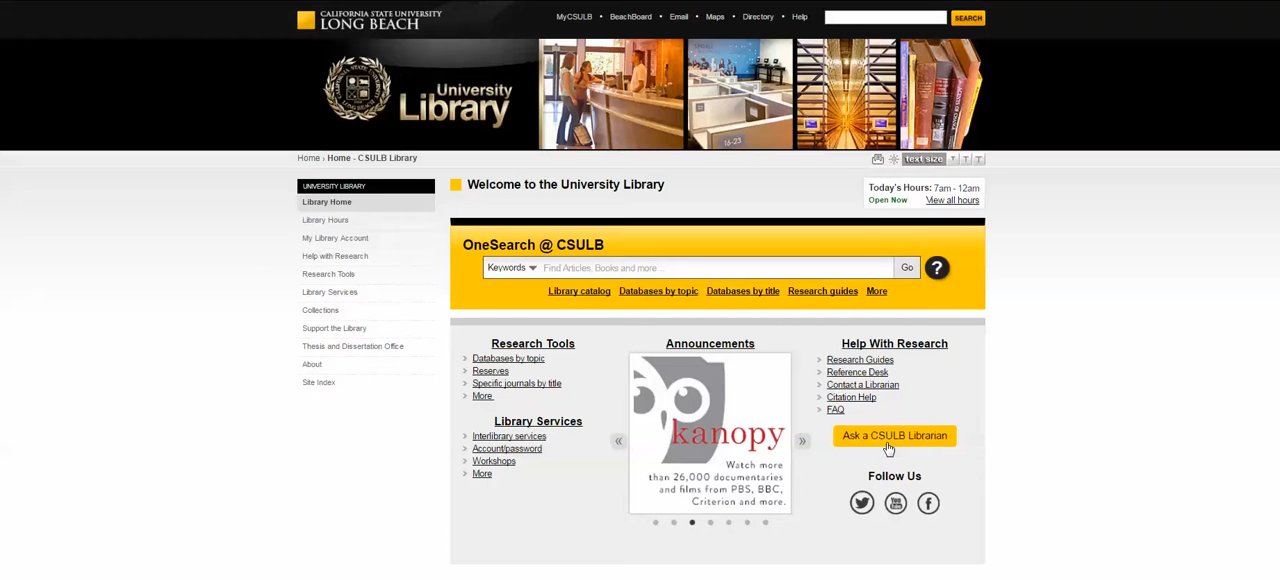 CALIFORNIA STATE UNIVERSITY
LONG BEACH
MyCSULB • BeachBoard • Email • Maps • Directory • Help
SEARCH
University
Library
16-23
Home › Home - CSULB Library
text size T T T
UNIVERSITY LIBRARY
Library Home
Library Hours
My Library Account
Help with Research
Research Tools
Library Services
Collections
Support the Library
Thesis and Dissertation Office
About
Site Index
Welcome to the University Library
Today's Hours: 7am - 12am
Open Now View all hours
OneSearch @ CSULB
Keywords Find Articles, Books and more... Go ?
Library catalog Databases by topic Databases by title Research guides More
Research Tools
Databases by topic
Reserves
Specific journals by title
More
Library Services
Interlibrary services
Account/password
Workshops
More
Announcements
kanopy
Watch more
than 26,000 documentaries
and films from PBS, BBC,
Criterion and more.
Help With Research
Research Guides
Reference Desk
Contact a Librarian
Citation Help
FAQ
Ask a CSULB Librarian
Follow Us
You